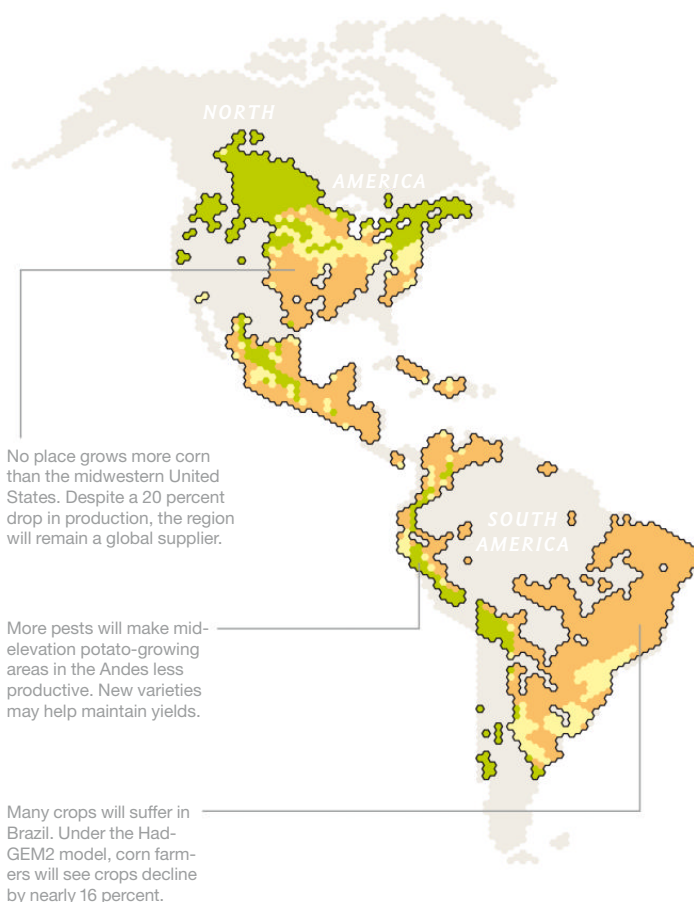 NORTH
AMERICA
No place grows more corn
than the midwestern United
States. Despite a 20 percent
drop in production, the region
will remain a global supplier.
SOUTH
AMERICA
More pests will make mid-
elevation potato-growing
areas in the Andes less
productive. New varieties
may help maintain yields.
Many crops will suffer in
Brazil. Under the Had-
GEM2 model, corn farm-
ers will see crops decline
by nearly 16 percent.